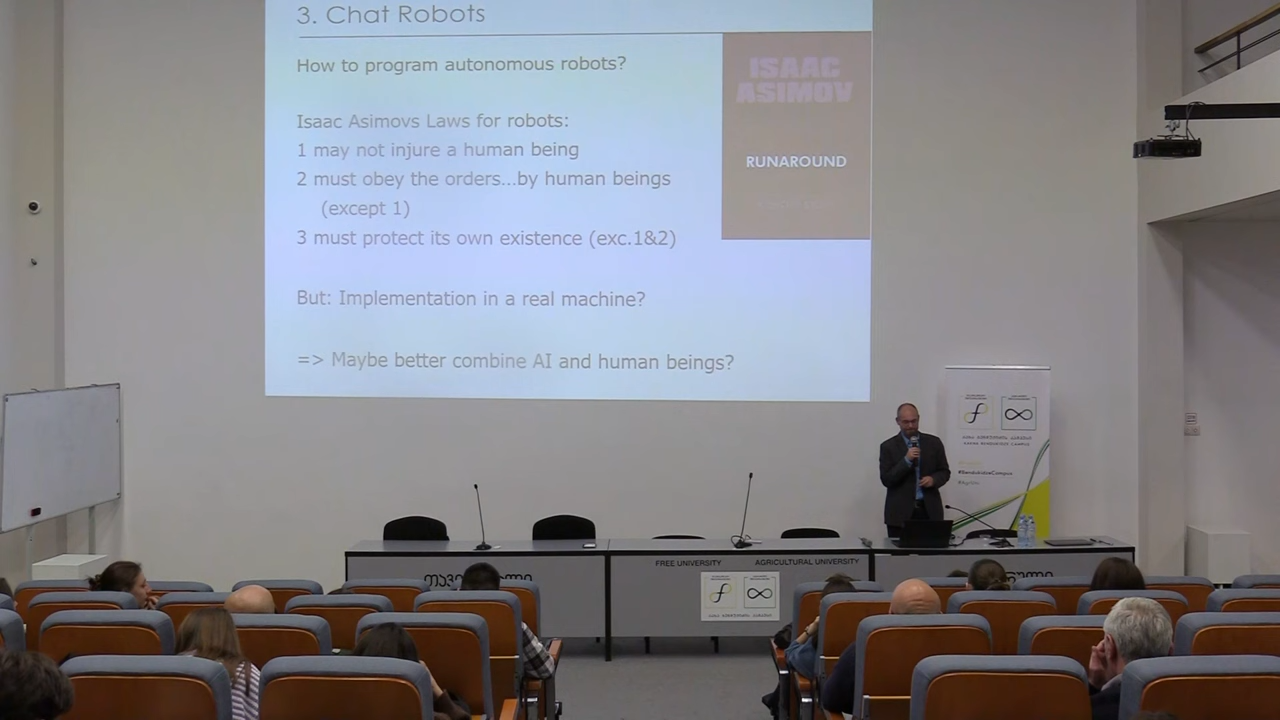 3. Chat Robots
How to program autonomous robots?
Isaac Asimovs Laws for robots:
1 may not injure a human being
2 must obey the orders...by human beings
(except 1)
3 must protect its own existence (exc.1&2)
But: Implementation in a real machine?
=> Maybe better combine AI and human beings?
ISAAC
ASIMOV
RUNAROUND
#BendukidzeCampus
FREE UNIVERSITY
AGRICULTURAL UNIVERSITY